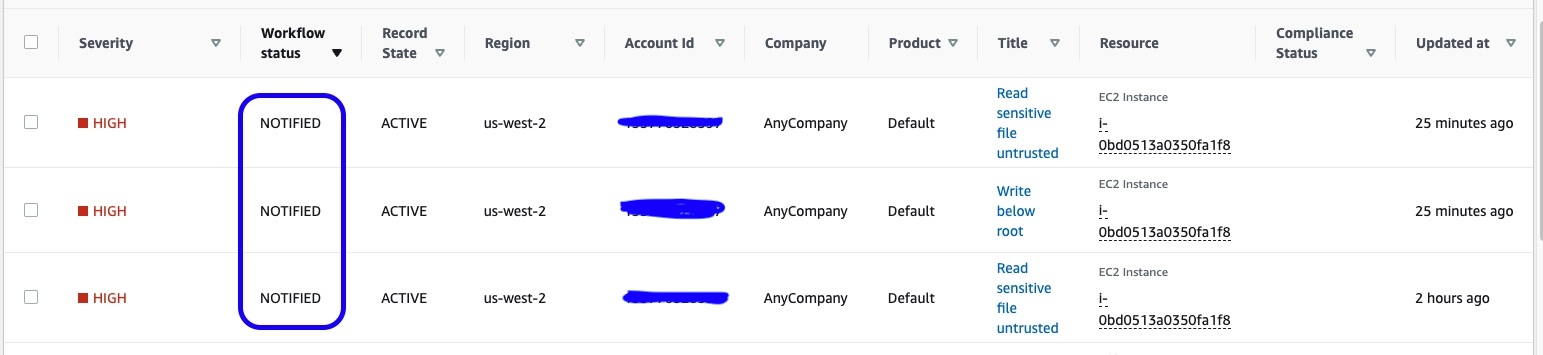 Severity
Workflow
status
Record
State
Region
Account Id
Company
Product
Title
Resource
Compliance
Status
Updated at
HIGH
NOTIFIED
ACTIVE
us-west-2
AnyCompany
Default
Read
sensitive
file
untrusted
EC2 Instance
i-
0bd0513a0350fa1f8
25 minutes ago
HIGH
NOTIFIED
ACTIVE
us-west-2
AnyCompany
Default
Write
below
root
EC2 Instance
i-
0bd0513a0350fa1f8
25 minutes ago
HIGH
NOTIFIED
ACTIVE
us-west-2
AnyCompany
Default
Read
sensitive
file
untrusted
EC2 Instance
i-
0bd0513a0350fa1f8
2 hours ago